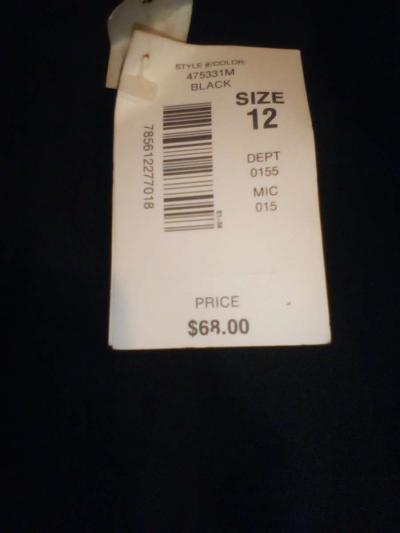 STYLE #/COLOR:
475331M
BLACK
SIZE
12
785612277018
DEPT
0155
MIC
015
PRICE
$68.00